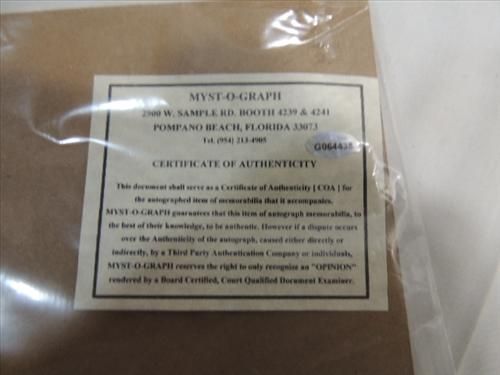 MYST-O-GRAPH
2900 W. SAMPLE RD. BOOTH 4239 & 4241
POMPANO BEACH, FLORIDA 33073
Tel. (954) 213-4905
G064435
CERTIFICATE OF AUTHENTICITY
This document shall serve as a Certificate of Authenticity [ COA ] for
the autographed item of memorabilia that it accompanies.
MYST-O-GRAPH guarantees that this item of autograph memorabilia, to
the best of their knowledge, to be authentic. However if a dispute occurs
over the Authenticity of the autograph, caused either directly or
indirectly, by a Third Party Authentication Company or individuals,
MYST-O-GRAPH reserves the right to only recognize an "OPINION"
rendered by a Board Certified, Court Qualified Document Examiner.